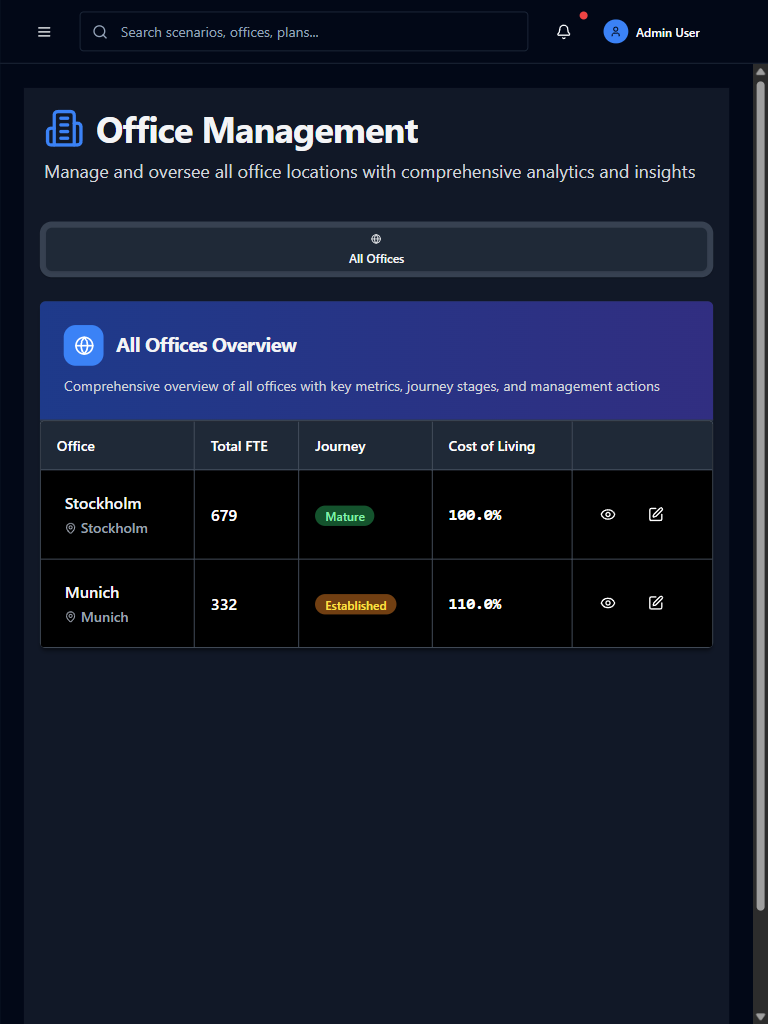 Search scenarios, offices, plans...
Admin User
Office Management
Manage and oversee all office locations with comprehensive analytics and insights
All Offices
All Offices Overview
Comprehensive overview of all offices with key metrics, journey stages, and management actions
Office Total FTE Journey Cost of Living
Stockholm
Stockholm
679 Mature 100.0%
Munich
Munich
332 Established 110.0%